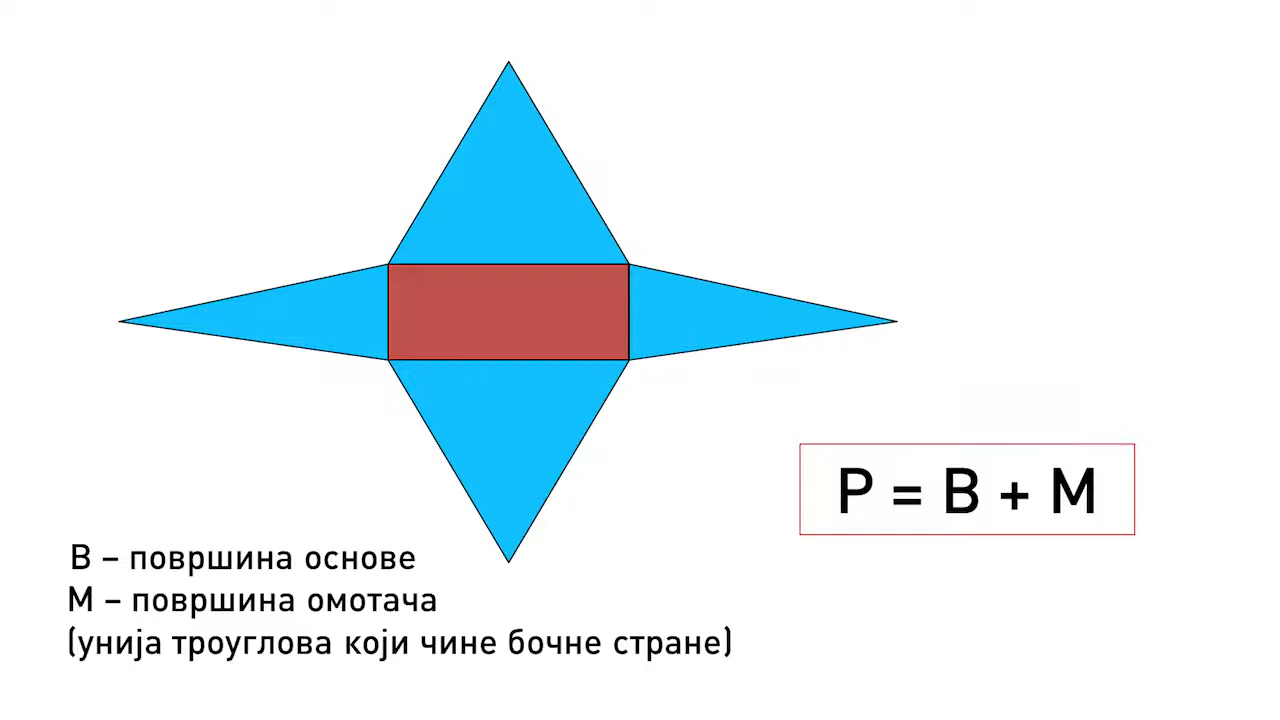 P = B + M
B – површина основе
M – површина омотача
(унија троуглова који чине бочне стране)